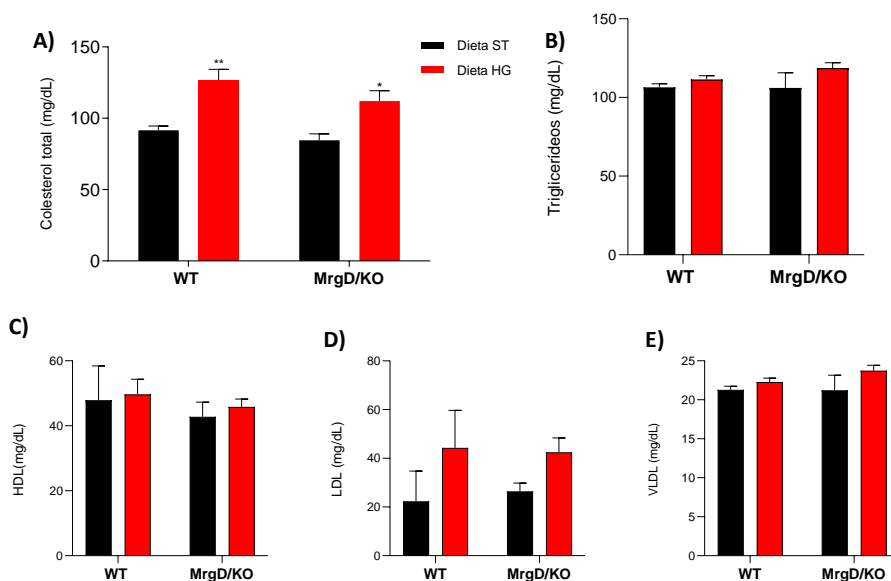 A)
Colesterol total (mg/dL)
150
100
50
0
**
*
WT
MrgD/KO
Dieta ST
Dieta HG
B)
Triglicerídeos (mg/dL)
150
100
50
0
WT
MrgD/KO
C)
HDL(mg/dL)
60
40
20
0
WT
MrgD/KO
D)
LDL (mg/dL)
80
60
40
20
0
WT
MrgD/KO
E)
VLDL (mg/dL)
25
20
15
10
5
0
WT
MrgD/KO